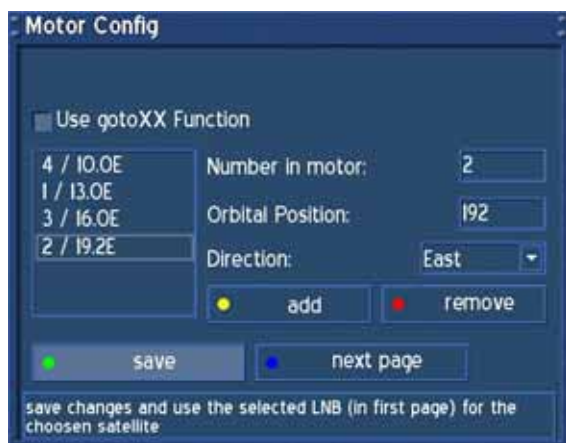 Motor Config
Use gotoXX Function
4 / 10.0E
1 / 13.0E
3 / 16.0E
2 / 19.2E
Number in motor: 2
Orbital Position: 192
Direction: East
add
remove
save
next page
save changes and use the selected LNB (in first page) for the
choosen satellite